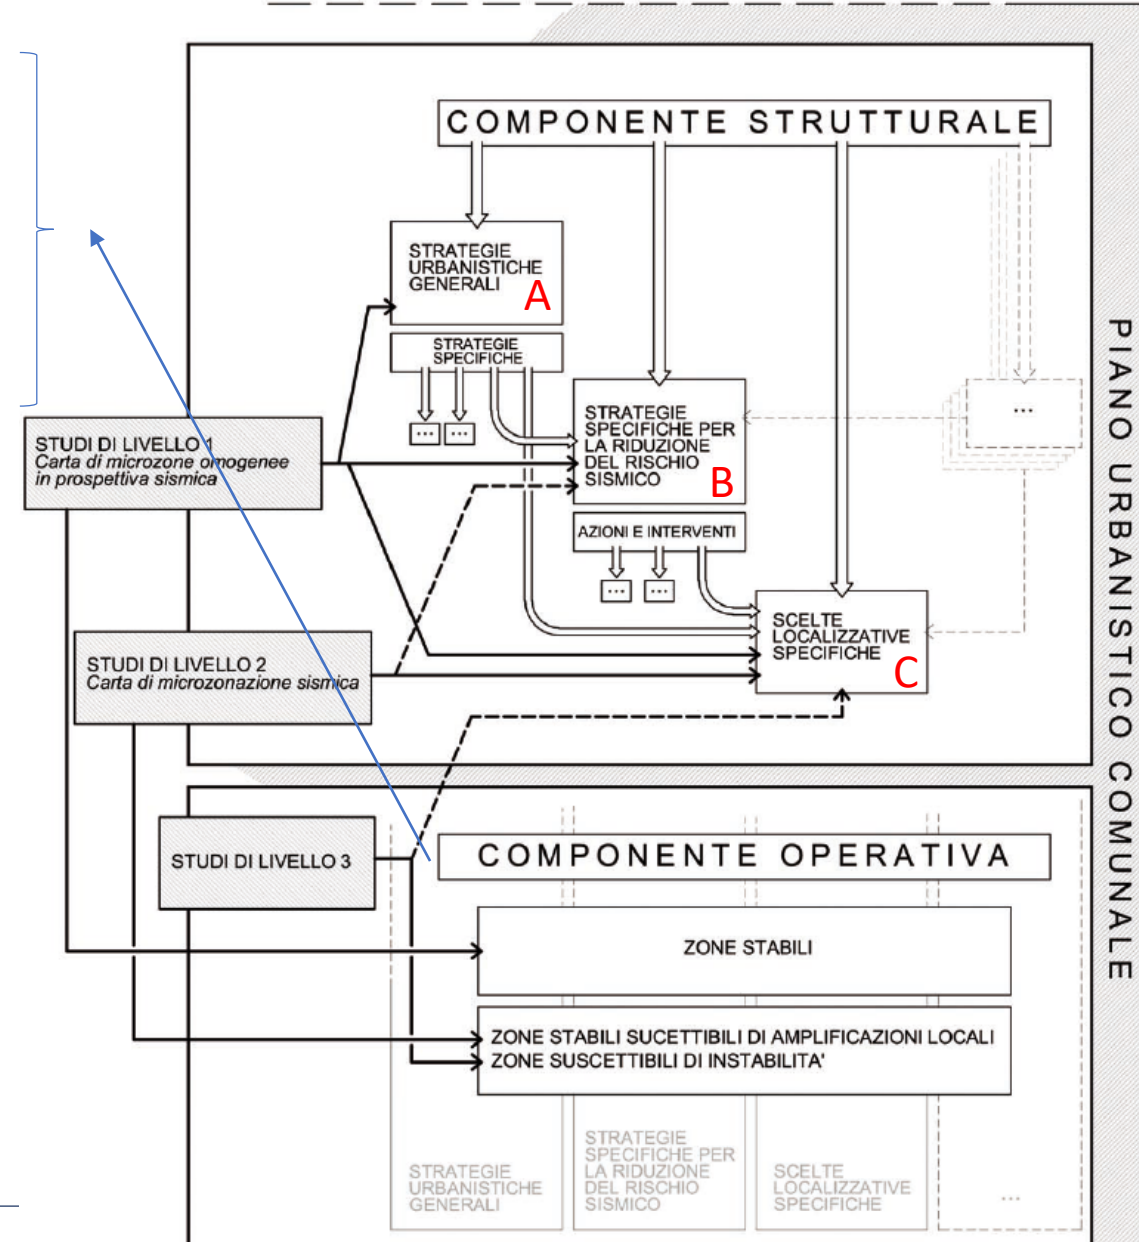 COMPONENTE STRUTTURALE
STRATEGIE
URBANISTICHE
GENERALI
A
STRATEGIE
SPECIFICHE
...
...
STRATEGIE
SPECIFICHE PER
LA RIDUZIONE
DEL RISCHIO
SISMICO
B
...
STUDI DI LIVELLO 1
Carta di microzone omogenee
in prospettiva sismica
AZIONI E INTERVENTI
...
...
SCELTE
LOCALIZZATIVE
SPECIFICHE
C
STUDI DI LIVELLO 2
Carta di microzonazione sismica
PIANO URBANISTICO COMUNALE
STUDI DI LIVELLO 3
COMPONENTE OPERATIVA
ZONE STABILI
ZONE STABILI SUCETTIBILI DI AMPLIFICAZIONI LOCALI
ZONE SUSCETTIBILI DI INSTABILITA'
STRATEGIE
URBANISTICHE
GENERALI
STRATEGIE
SPECIFICHE PER
LA RIDUZIONE
DEL RISCHIO
SISMICO
SCELTE
LOCALIZZATIVE
SPECIFICHE
...